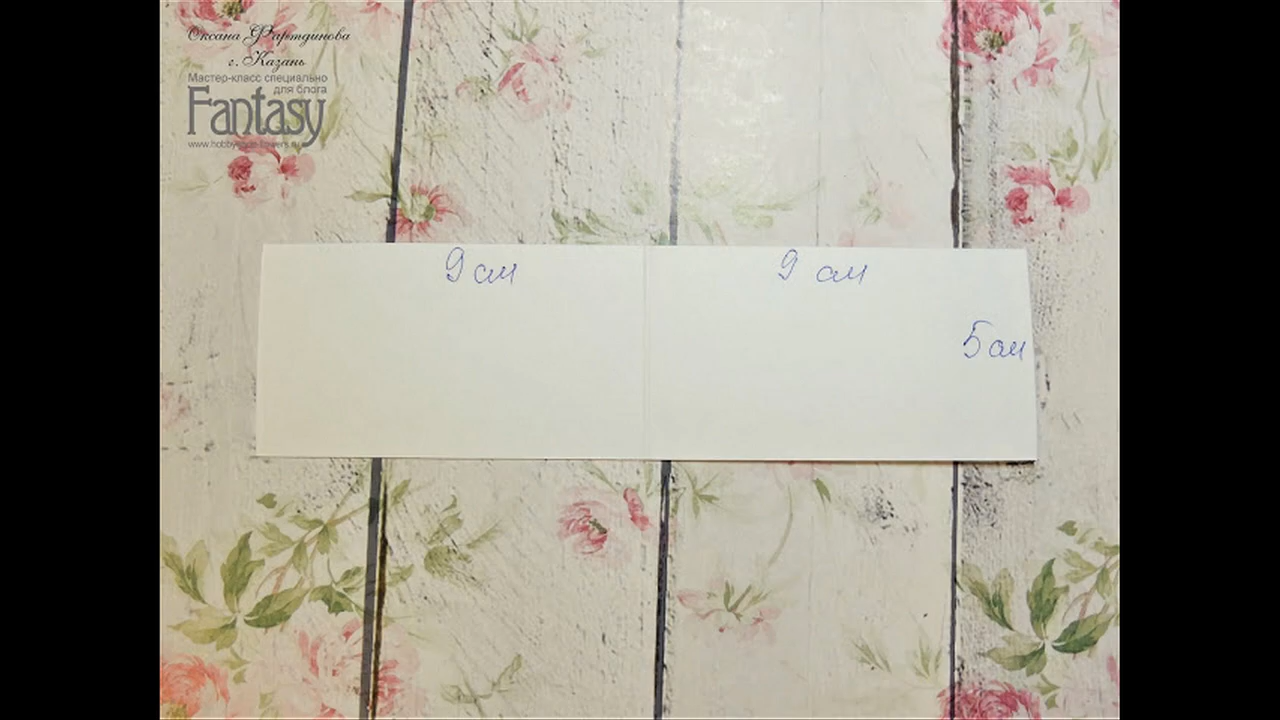 Оксана Фартдинова
г. Казань
Мастер-класс специально
для блога
Fantasy
9 см
9 см
5 см